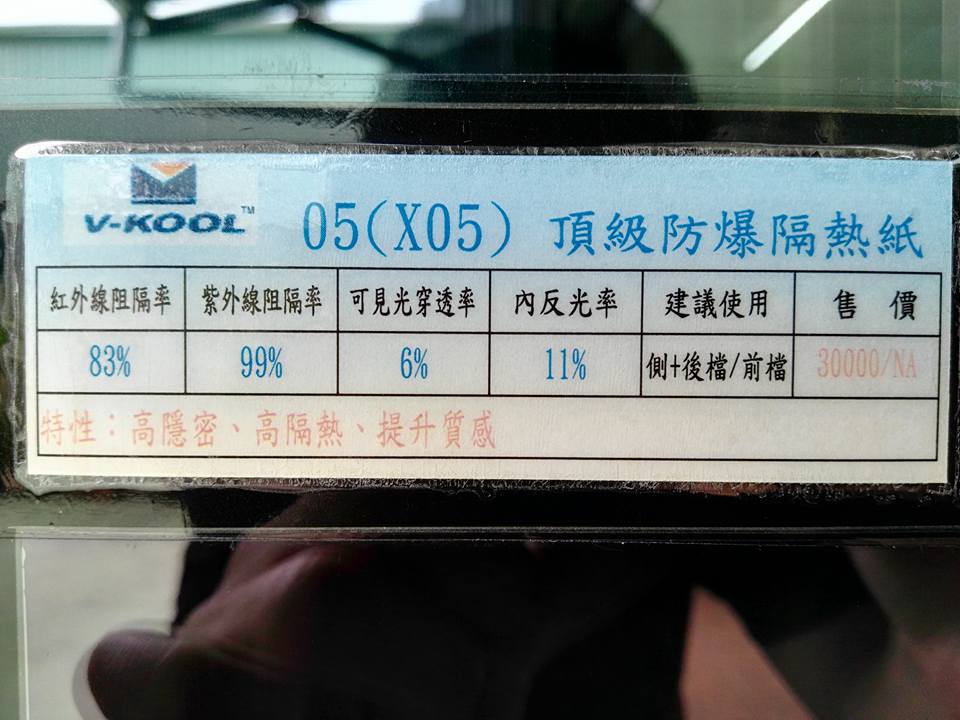 V-KOOL™
05(X05) 頂級防爆隔熱紙
紅外線阻隔率 紫外線阻隔率 可見光穿透率 內反光率 建議使用 售價
83% 99% 6% 11% 側+後檔/前檔 30000/NA
特性：高隱密、高隔熱、提升質感